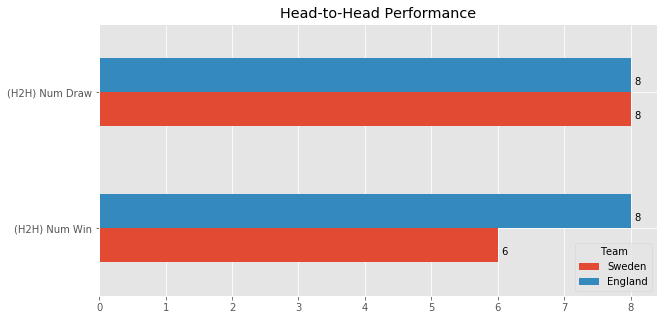 Head-to-Head Performance
(H2H) Num Draw
8
8
(H2H) Num Win
8
6
Team
Sweden
England
0 1 2 3 4 5 6 7 8